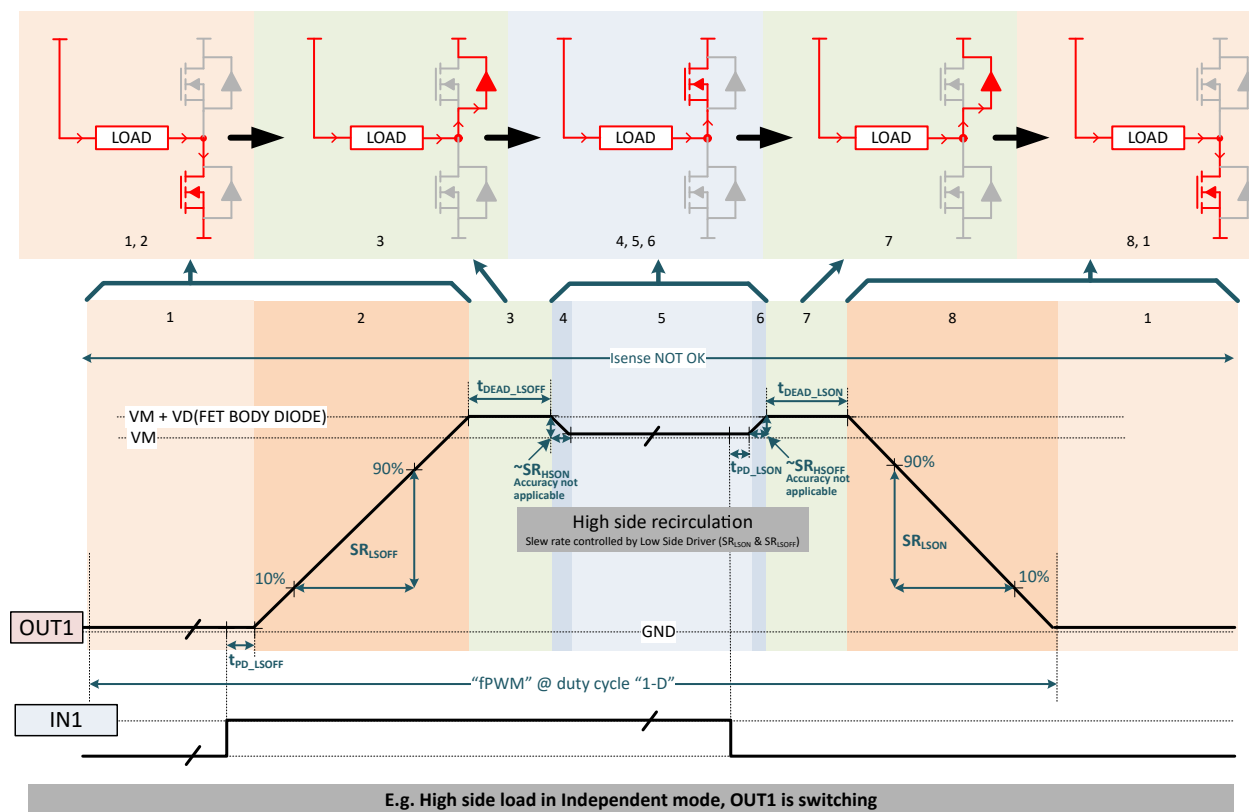 LOAD
LOAD
LOAD
LOAD
LOAD
1, 2
3
4, 5, 6
7
8, 1
1
2
3
4
5
6
7
8
1
Isense NOT OK
tDEAD_LSOFF
tDEAD_LSON
VM + VD(FET BODY DIODE)
VM
90%
~SRHSON
Accuracy not
applicable
tPD_LSON
~SRHSOFF
Accuracy not
applicable
90%
High side recirculation
Slew rate controlled by Low Side Driver (SRLSON & SRLSOFF)
SRLSOFF
SRLSON
10%
10%
OUT1
GND
tPD_LSOFF
"fPWM" @ duty cycle "1-D"
IN1
E.g. High side load in Independent mode, OUT1 is switching